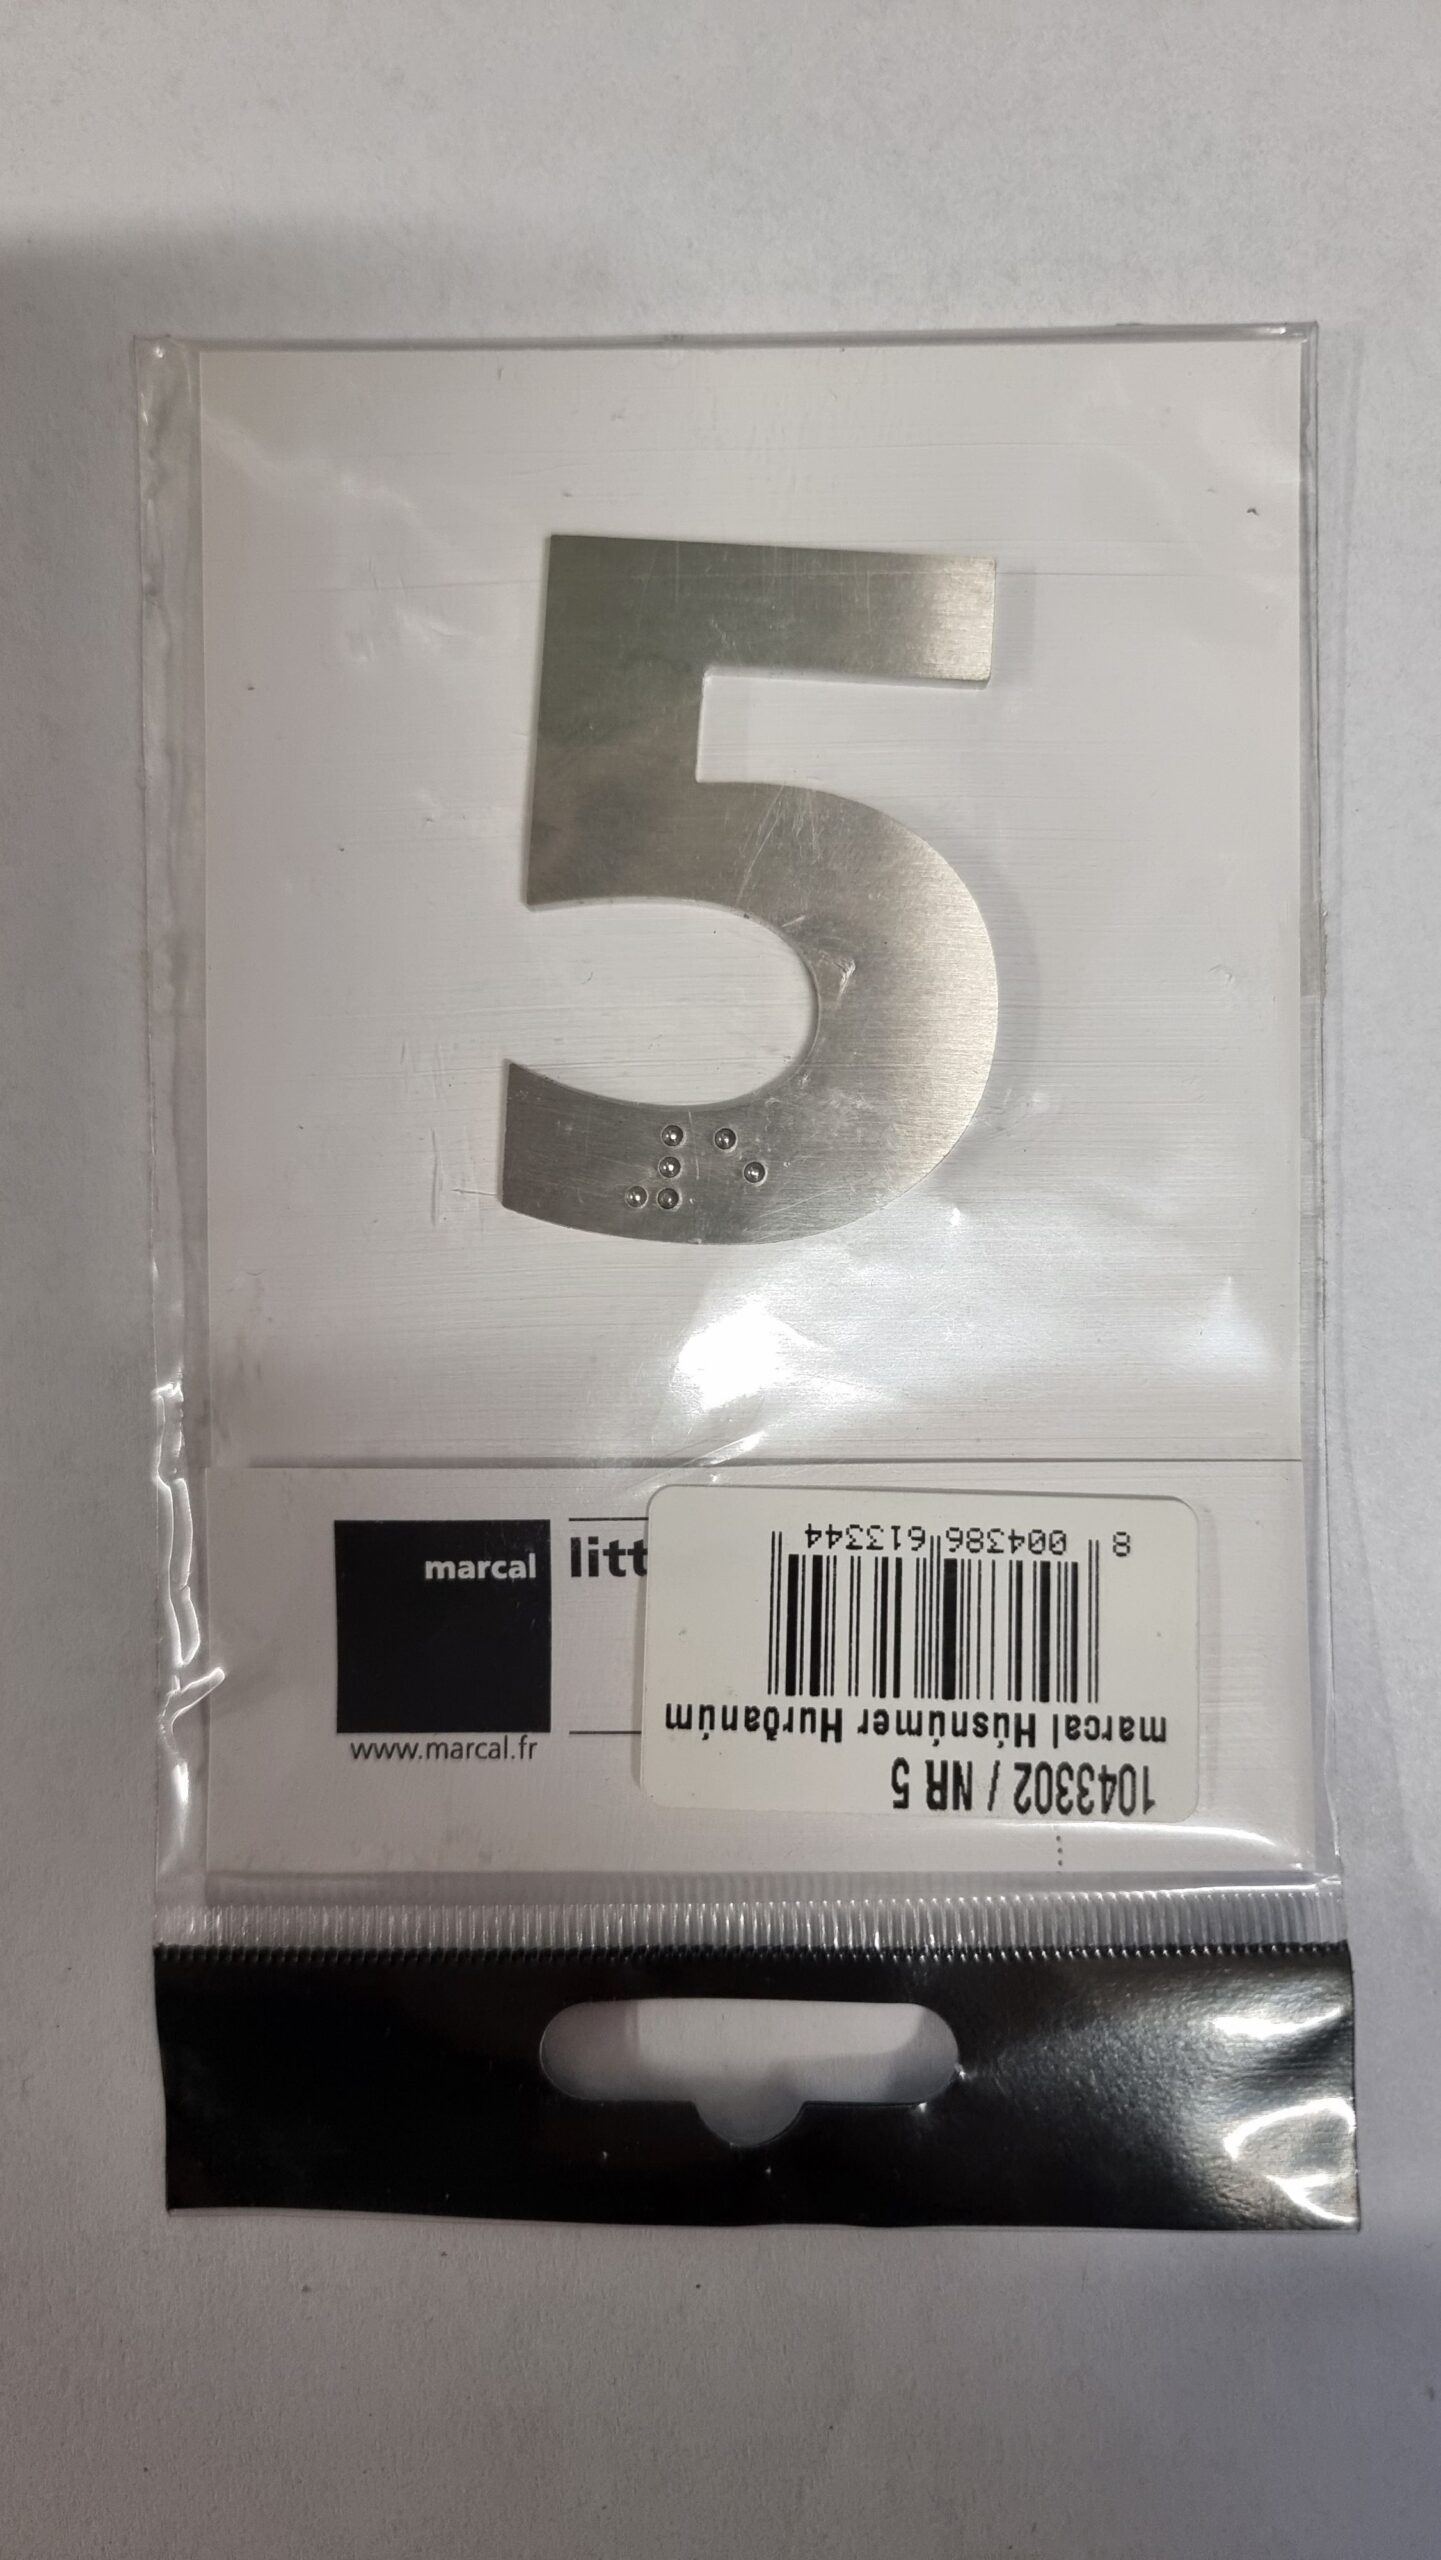 5
⠼⠑
marcal
litt
www.marcal.fr
1043302 / NR 5
marcal Húsnúmer Hurðanúm
8 004386 613344